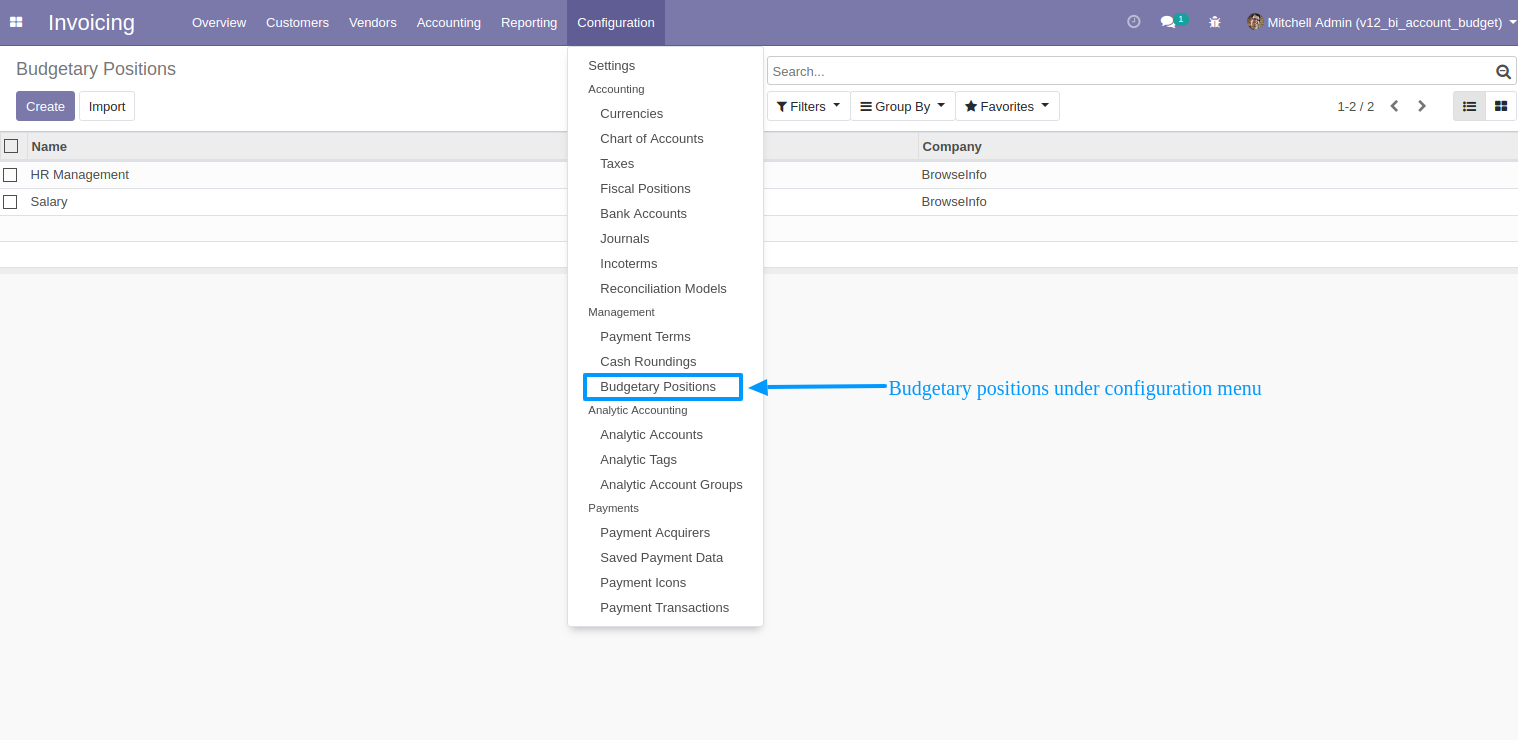 Invoicing Overview Customers Vendors Accounting Reporting Configuration 1 Mitchell Admin (v12_bi_account_budget)
Budgetary Positions
Search...
Create Import
Filters Group By Favorites 1-2 / 2
Name Company
HR Management BrowseInfo
Salary BrowseInfo
Settings
Accounting
Currencies
Chart of Accounts
Taxes
Fiscal Positions
Bank Accounts
Journals
Incoterms
Reconciliation Models
Management
Payment Terms
Cash Roundings
Budgetary Positions
Budgetary positions under configuration menu
Analytic Accounting
Analytic Accounts
Analytic Tags
Analytic Account Groups
Payments
Payment Acquirers
Saved Payment Data
Payment Icons
Payment Transactions